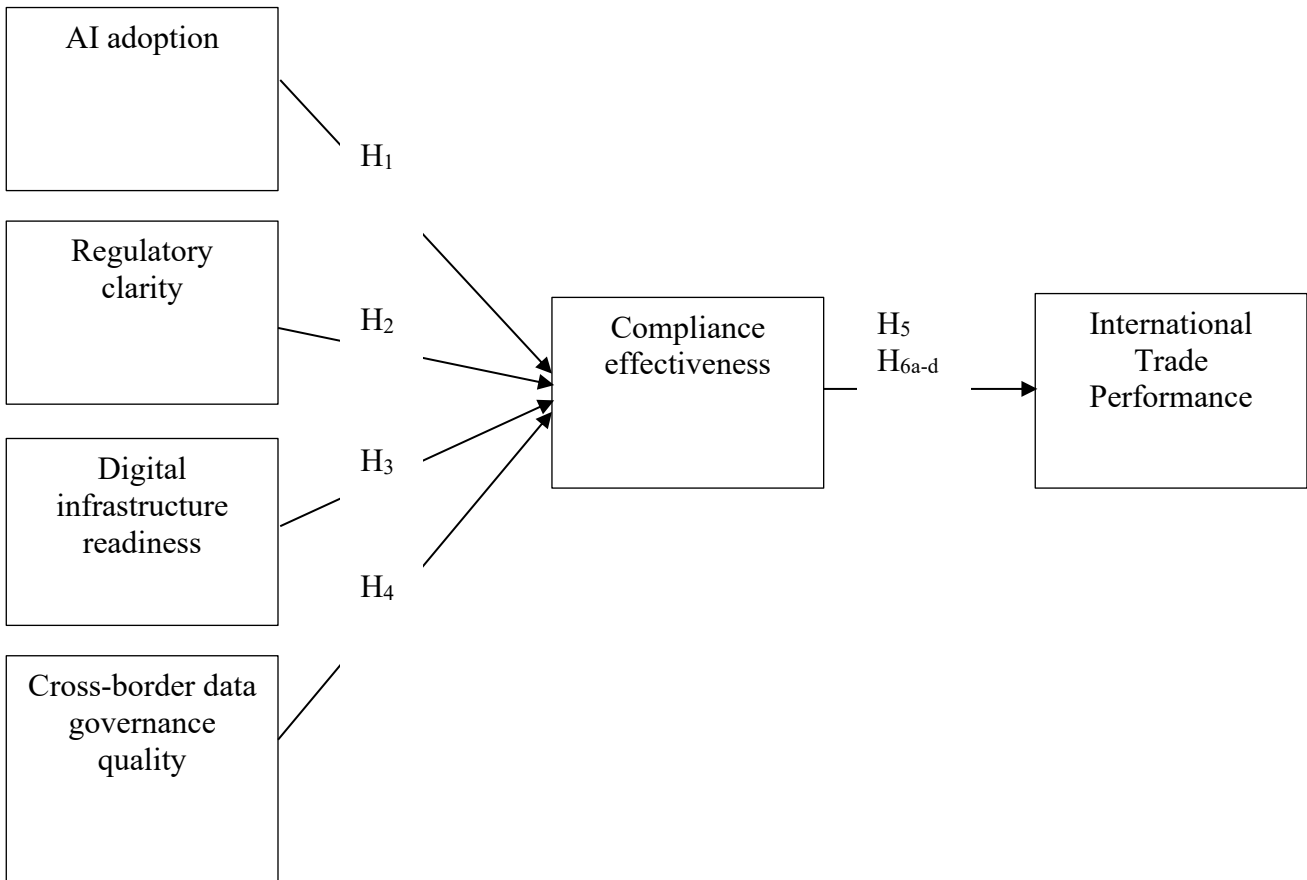 AI adoption
H₁
Regulatory
clarity
H₂
Digital
infrastructure
readiness
H₃
Cross-border data
governance
quality
H₄
Compliance
effectiveness
H₅
H₆ₐ-d
International
Trade
Performance